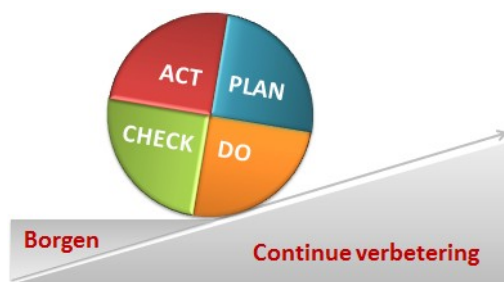 ACT
PLAN
CHECK
DO
Borgen
Continue verbetering